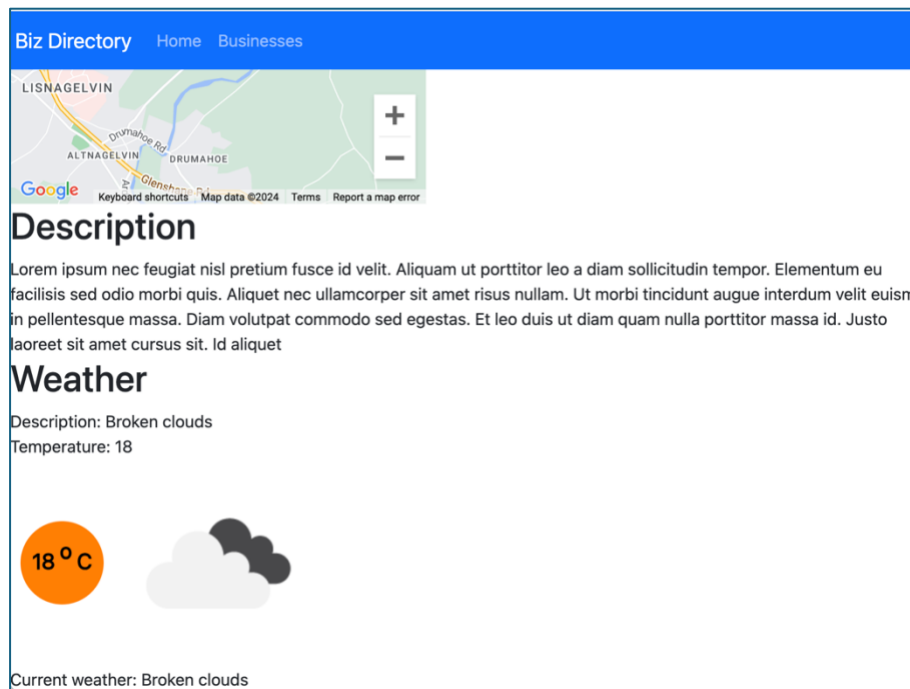 Biz Directory Home Businesses
LISNAGELVIN
Drumahoe Rd
ALTNAGELVIN
DRUMAHOE
+
−
Google
Keyboard shortcuts Map data ©2024 Terms Report a map error
Description
Lorem ipsum nec feugiat nisl pretium fusce id velit. Aliquam ut porttitor leo a diam sollicitudin tempor. Elementum eu
facilisis sed odio morbi quis. Aliquet nec ullamcorper sit amet risus nullam. Ut morbi tincidunt augue interdum velit
in pellentesque massa. Diam volutpat commodo sed egestas. Et leo duis ut diam quam nulla porttitor massa id. Justo
laoreet sit amet cursus sit. Id aliquet
Weather
Description: Broken clouds
Temperature: 18
18 o C
Current weather: Broken clouds